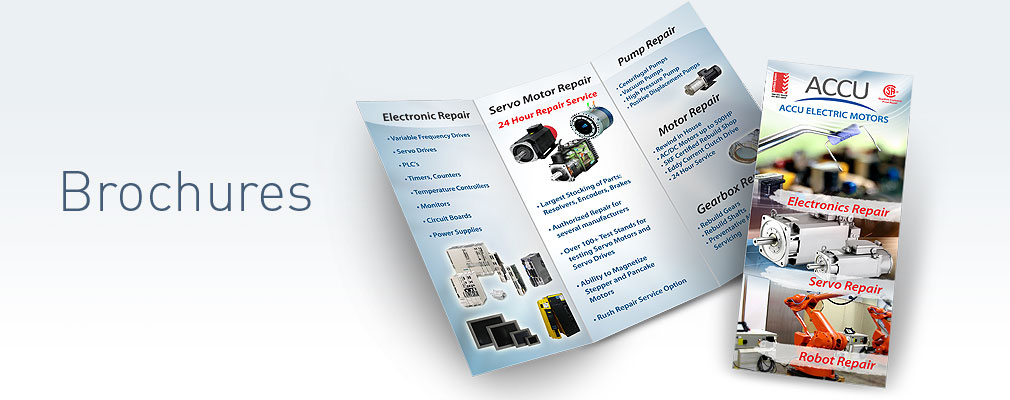 Brochures
Electronic Repair
• Variable Frequency Drives
• Servo Drives
• PLC's
• Timers, Counters
• Temperature Controllers
• Monitors
• Circuit Boards
• Power Supplies
Servo Motor Repair
24 Hour Repair Service
• Largest Stocking of Parts:
Resolvers, Encoders, Brakes
• Authorized Repair for
several manufacturers
• Over 100+ Test Stands for
testing Servo Motors and
Servo Drives
• Ability to Magnetize
Stepper and Pancake
Motors
• Rush Repair Service Option
Pump Repair
• Centrifugal Pumps
• Vacuum Pumps
• High Pressure Pump
• Positive Displacement Pumps
Motor Repair
• Rewind in House
• AC/DC Motors up to 500HP
• SKF Certified Rebuild Shop
• Eddy Current Clutch Drive
• 24 Hour Service
Gearbox Re
• Rebuild Gears
• Rebuild Shafts
• Preventative
Servicing
ACCU
ACCU ELECTRIC MOTORS
Electronics Repair
Servo Repair
Robot Repair